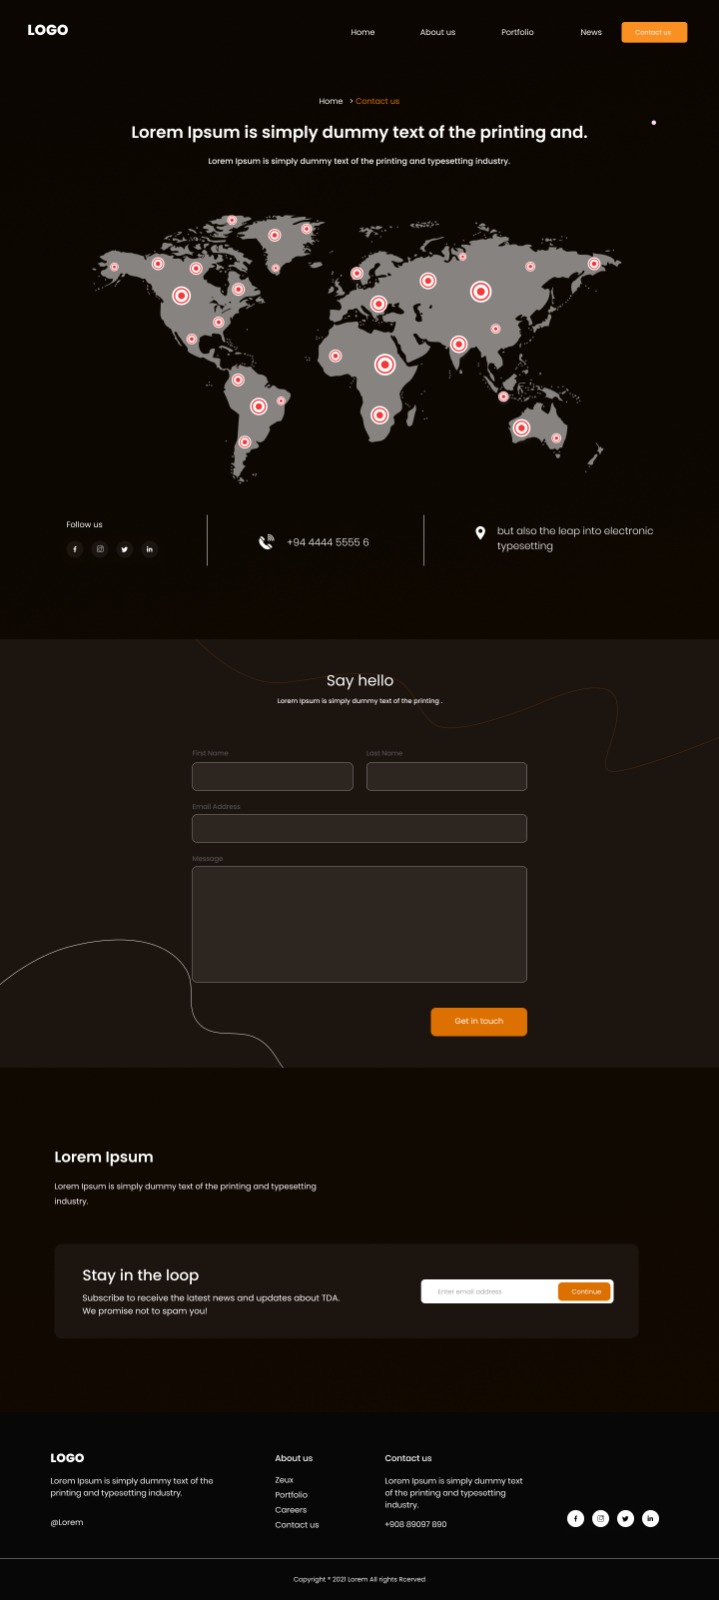 LOGO
Home
About us
Portfolio
News
Contact us
Home > Contact us
Lorem Ipsum is simply dummy text of the printing and.
Lorem Ipsum is simply dummy text of the printing and typesetting industry.
Follow us
+94 4444 5555 6
but also the leap into electronic
typesetting
Say hello
Lorem Ipsum is simply dummy text of the printing .
First Name
Last Name
Email Address
Message
Get in touch
Lorem Ipsum
Lorem Ipsum is simply dummy text of the printing and typesetting
industry.
Stay in the loop
Subscribe to receive the latest news and updates about TDA.
We promise not to spam you!
Enter email address
Continue
LOGO
Lorem Ipsum is simply dummy text of the
printing and typesetting industry.
@Lorem
About us
Zeux
Portfolio
Careers
Contact us
Contact us
Lorem Ipsum is simply dummy text
of the printing and typesetting
industry.
+908 89097 890
Copyright ® 2021 Lorem All rights Rcerved